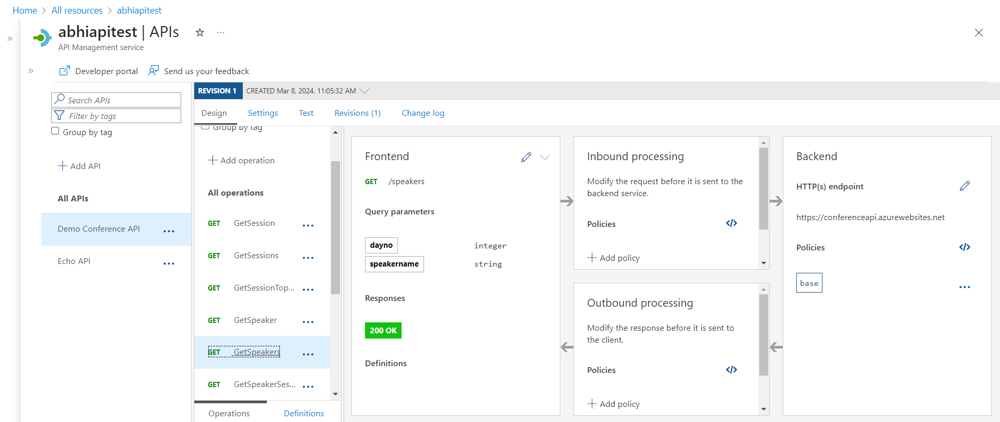 Home > All resources > abhiapitest
abhiapitest | APIs
API Management service
Developer portal
Send us your feedback
Search APIs
Filter by tags
Group by tag
Add API
All APIs
Demo Conference API
Echo API
REVISION 1
CREATED Mar 8, 2024, 11:05:32 AM
Design
Settings
Test
Revisions (1)
Change log
Group by tag
Add operation
All operations
GET GetSession
GET GetSessions
GET GetSessionTop...
GET GetSpeaker
GET GetSpeakers
GET GetSpeakerSes...
Operations
Definitions
Frontend
GET /speakers
Query parameters
dayno integer
speakername string
Responses
200 OK
Definitions
Inbound processing
Modify the request before it is sent to the
backend service.
Policies </>
Add policy
Outbound processing
Modify the response before it is sent to
the client.
Policies </>
Add policy
Backend
HTTP(s) endpoint
https://conferenceapi.azurewebsites.net
Policies </>
base